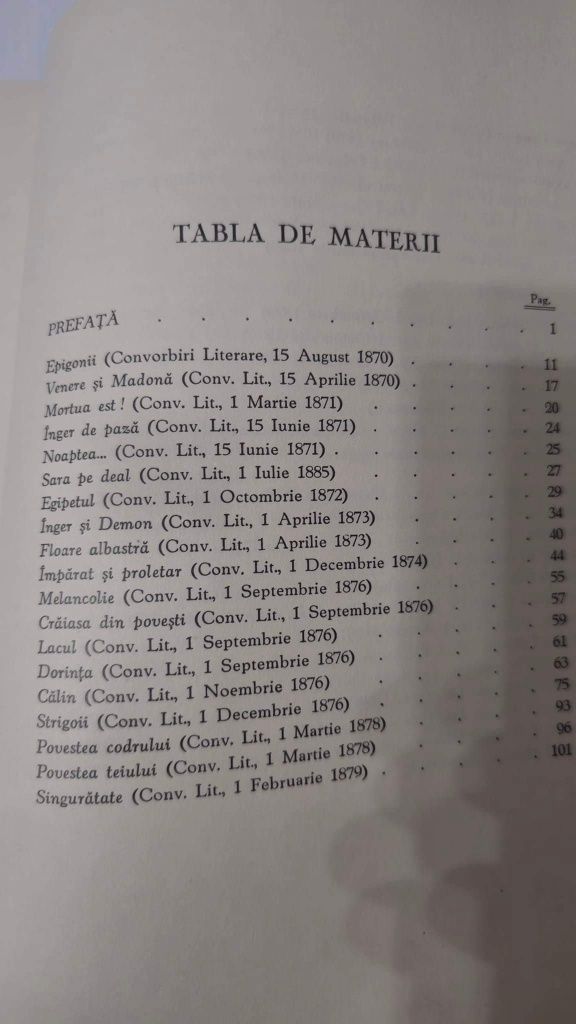 TABLA DE MATERII
Pag.
PREFAȚĂ . . . . . . . . . . 1
Epigonii (Convorbiri Literare, 15 August 1870) . . . . 11
Venere și Madonă (Conv. Lit., 15 Aprilie 1870) . . . . 17
Mortua est ! (Conv. Lit., 1 Martie 1871) . . . . . 20
Înger de pază (Conv. Lit., 15 Iunie 1871) . . . . . 24
Noaptea... (Conv. Lit., 15 Iunie 1871) . . . . . . 25
Sara pe deal (Conv. Lit., 1 Iulie 1885) . . . . . 27
Egipetul (Conv. Lit., 1 Octombrie 1872) . . . . . 29
Înger și Demon (Conv. Lit., 1 Aprilie 1873) . . . . 34
Floare albastră (Conv. Lit., 1 Aprilie 1873) . . . . 40
Împărat și proletar (Conv. Lit., 1 Decembrie 1874) . . . 44
Melancolie (Conv. Lit., 1 Septembrie 1876) . . . . 55
Crăiasa din povești (Conv. Lit., 1 Septembrie 1876) . . . 57
Lacul (Conv. Lit., 1 Septembrie 1876) . . . . . 59
Dorința (Conv. Lit., 1 Septembrie 1876) . . . . . 61
Călin (Conv. Lit., 1 Noembrie 1876) . . . . . 63
Strigoii (Conv. Lit., 1 Decembrie 1876) . . . . . 75
Povestea codrului (Conv. Lit., 1 Martie 1878) . . . . 93
Povestea teiului (Conv. Lit., 1 Martie 1878) . . . . 96
Singurătate (Conv. Lit., 1 Februarie 1879) . . . . . 101